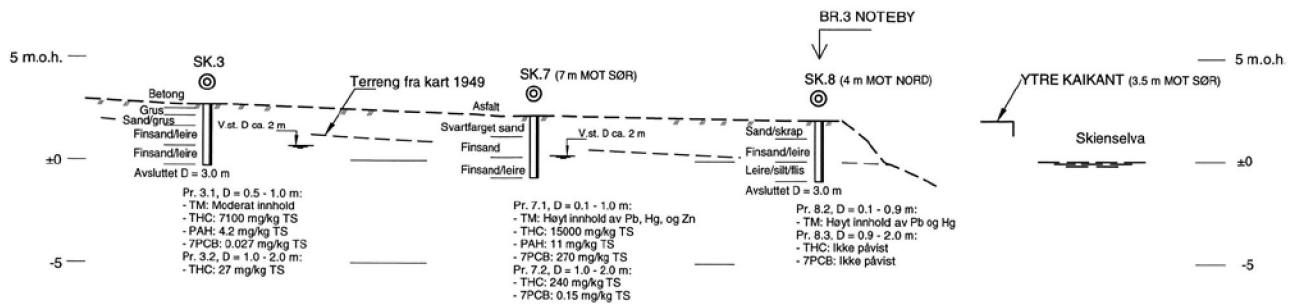 BR.3 NOTEBY
5 m.o.h.
5 m.o.h.
SK.3
Terreng fra kart 1949
SK.7 (7 m MOT SØR)
SK.8 (4 m MOT NORD)
YTRE KAIKANT (3.5 m MOT SØR)
Betong
Grus
Sand/grus
Finsand/leire
Finsand/leire
Avsluttet D = 3.0 m
V.st. D ca. 2 m
Asfalt
Svartfarget sand
Finsand
Finsand/leire
V.st. D ca. 2 m
Sand/skrap
Finsand/leire
Leire/silt/flis
Avsluttet D = 3.0 m
Skienselva
±0
±0
Pr. 3.1, D = 0.5 - 1.0 m:
- TM: Moderat innhold
- THC: 7100 mg/kg TS
- PAH: 4.2 mg/kg TS
- 7PCB: 0.027 mg/kg TS
Pr. 3.2, D = 1.0 - 2.0 m:
- THC: 27 mg/kg TS
Pr. 7.1, D = 0.1 - 1.0 m:
- TM: Høyt innhold av Pb, Hg, og Zn
- THC: 15000 mg/kg TS
- PAH: 11 mg/kg TS
- 7PCB: 270 mg/kg TS
Pr. 7.2, D = 1.0 - 2.0 m:
- THC: 240 mg/kg TS
- 7PCB: 0.15 mg/kg TS
Pr. 8.2, D = 0.1 - 0.9 m:
- TM: Høyt innhold av Pb og Hg
Pr. 8.3, D = 0.9 - 2.0 m:
- THC: Ikke påvist
- 7PCB: Ikke påvist
-5
-5